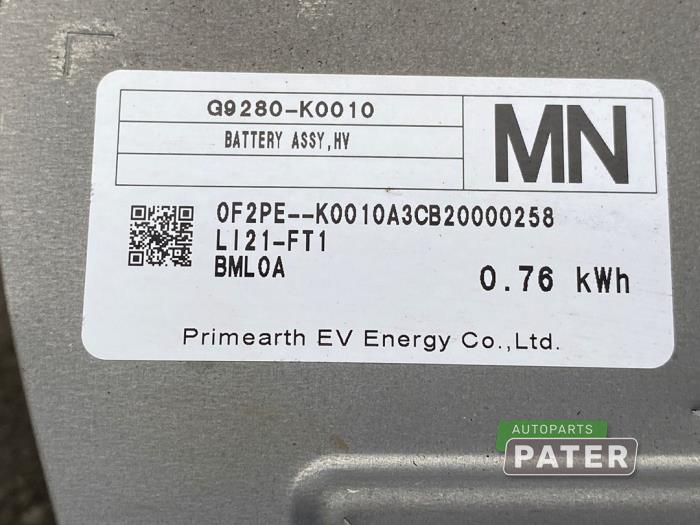 G9280-K0010
BATTERY ASSY,HV
MN
0F2PE--K0010A3CB20000258
LI21-FT1
BML0A
0.76 kWh
Primearth EV Energy Co.,Ltd.
AUTOPARTS
PATER